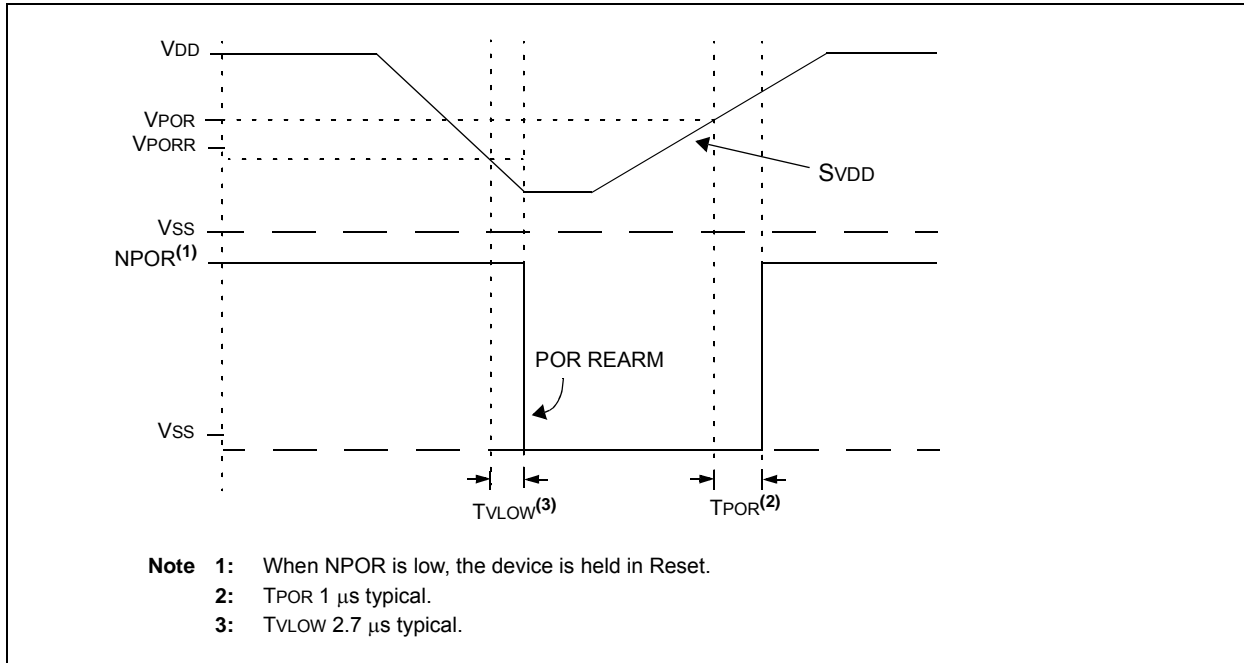 VDD
VPOR
VPORR
SVDD
VSS
NPOR(1)
POR REARM
VSS
TVLOW(3)
TPOR(2)
Note 1: When NPOR is low, the device is held in Reset.
2: TPOR 1 μs typical.
3: TVLOW 2.7 μs typical.